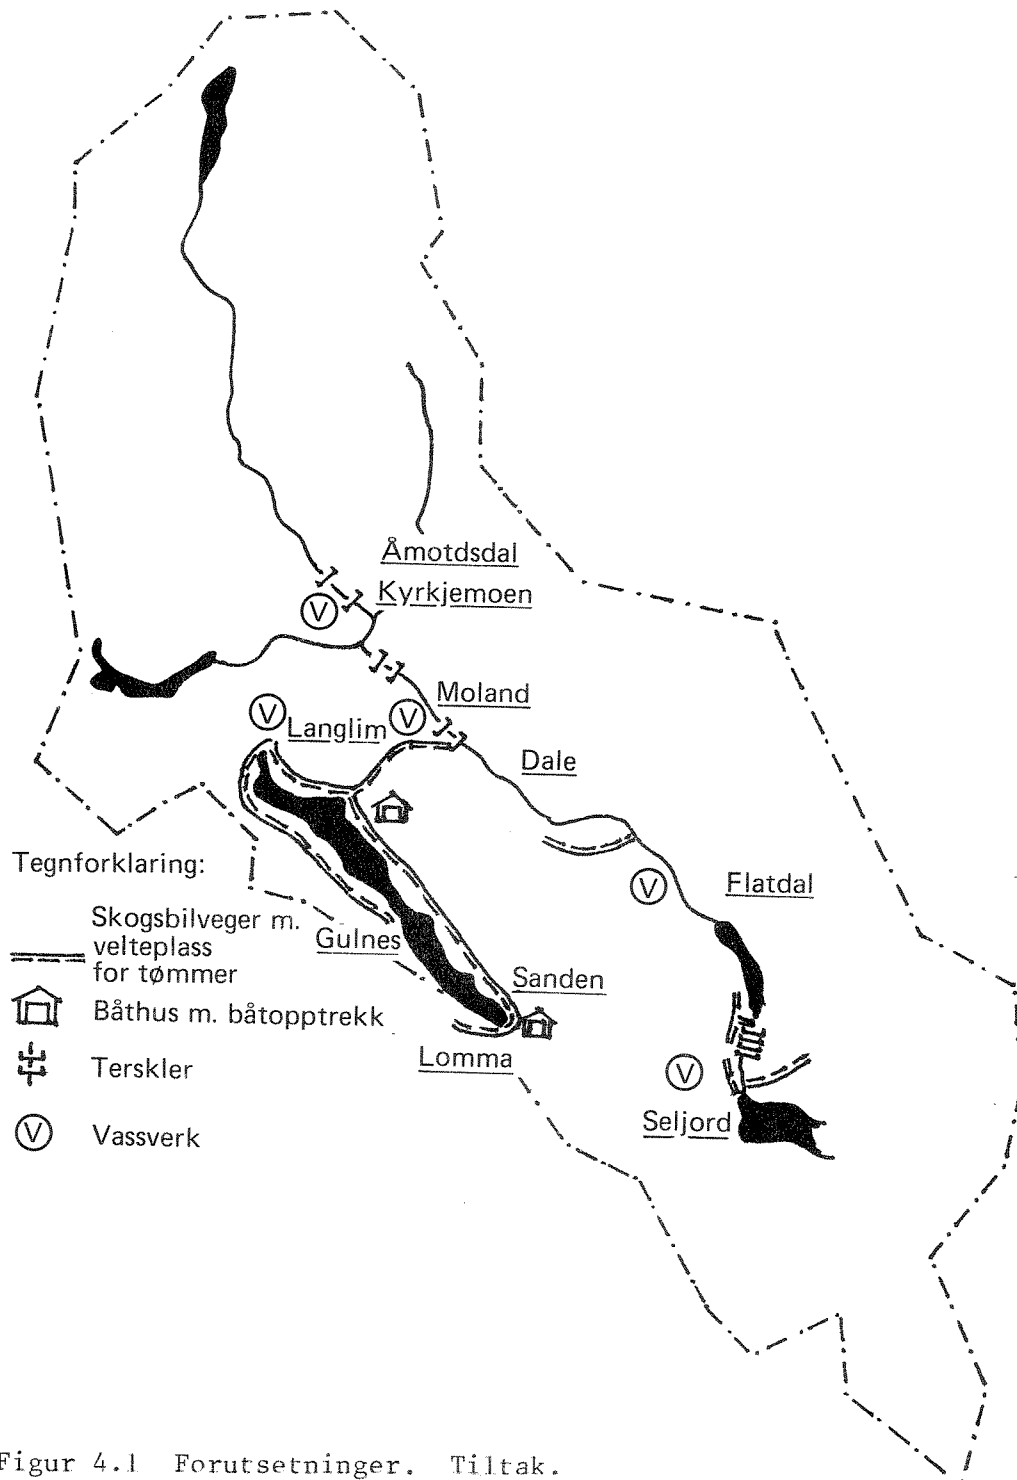 Åmotdsdal
Kyrkjemoen
V
Moland
V
V
Langlim
Dale
Tegnforklaring:
V
Flatdal
Skogsbilveger m.
velteplass
for tømmer
Gulnes
Sanden
Båthus m. båtopptrekk
Lomma
Terskler
V
Seljord
V
Vassverk
Figur 4.1 Forutsetninger. Tiltak.